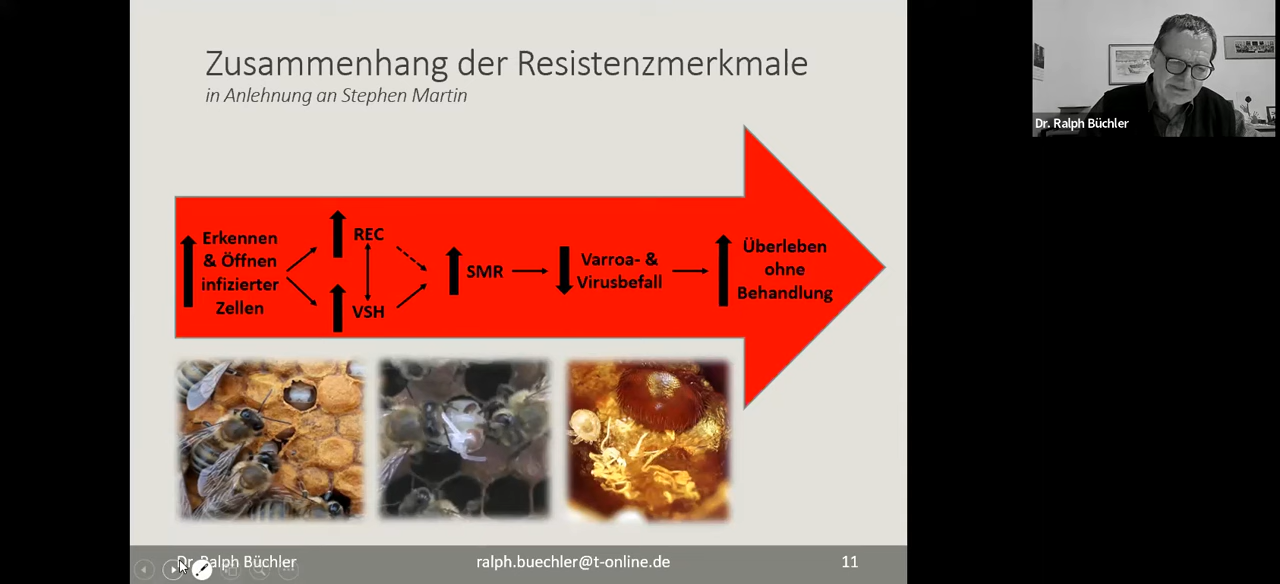 Zusammenhang der Resistenzmerkmale
in Anlehnung an Stephen Martin
Dr. Ralph Büchler
Erkennen
& Öffnen
infizierter
Zellen
REC
VSH
SMR
Varroa- &
Virusbefall
Überleben
ohne
Behandlung
Dr. Ralph Büchler
ralph.buechler@t-online.de
11